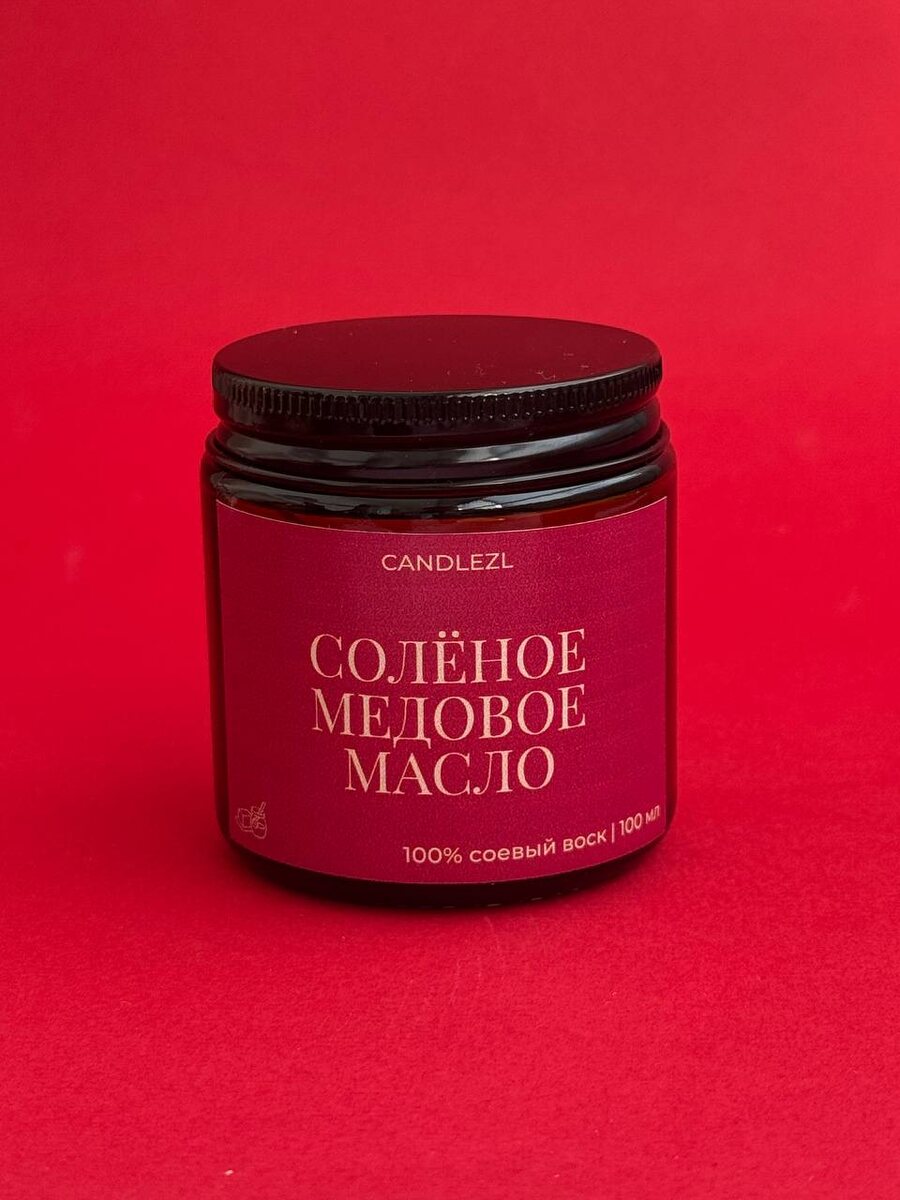 CANDLEZL
СОЛЁНОЕ
МЕДОВОЕ
МАСЛО
100% соевый воск | 100 мл